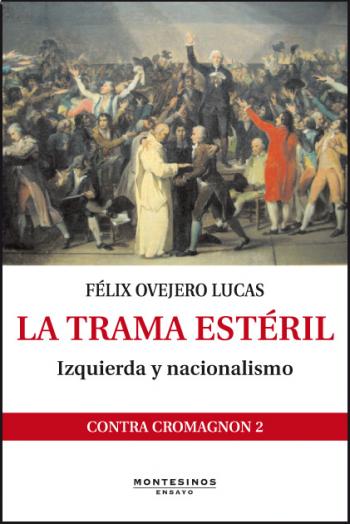 FÉLIX OVEJERO LUCAS
LA TRAMA ESTÉRIL
Izquierda y nacionalismo
CONTRA CROMAGNON 2
MONTESINOS
ENSAYO